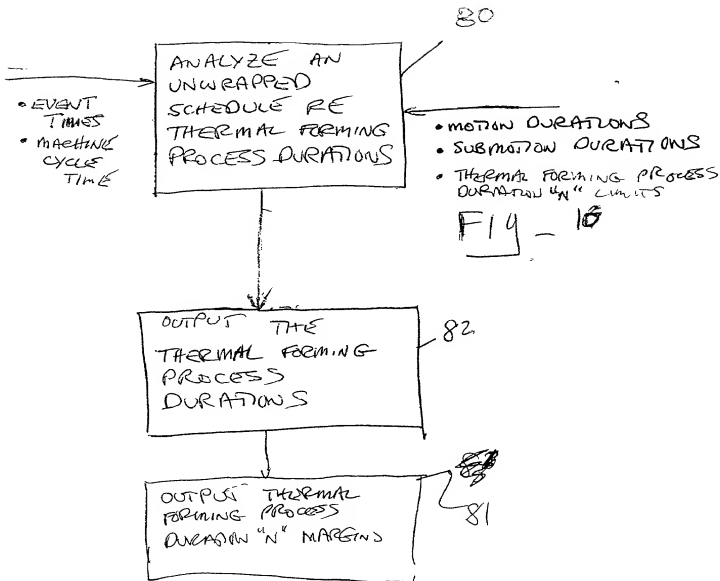 80
ANALYZE AN
UNWRAPPED
SCHEDULE RE
THERMAL FORMING
PROCESS DURATIONS
• EVENT
TIMES
• MACHINE
CYCLE
TIME
• MOTION DURATIONS
• SUBMOTION DURATIONS
• THERMAL FORMING PROCESS
DURATION "N" LIMITS
FIG_
OUTPUT THE
THERMAL FORMING
PROCESS
DURATIONS
82
OUTPUT THERMAL
FORMING PROCESS
DURATION "N" MARGINS
81